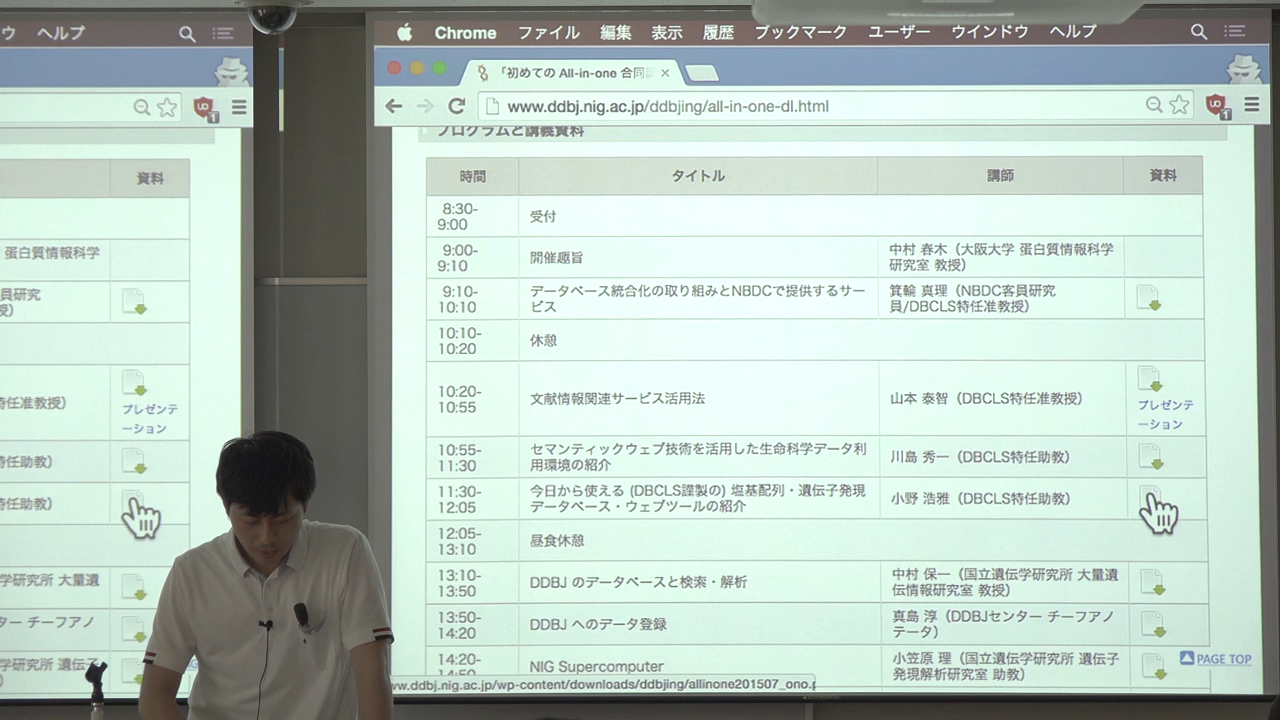 ウ ヘルプ
資料
蛋白質情報科学
員研究
特任准教授）
プレゼンテ
ーション
特任助教）
特任助教）
学研究所 大量遺
ター チーフアノ
学研究所 遺伝子
Chrome ファイル 編集 表示 履歴 ブックマーク ユーザー ウインドウ ヘルプ
「初めての All-in-one 合同
www.ddbj.nig.ac.jp/ddbjing/all-in-one-dl.html
プログラムと講義資料
時間 タイトル 講師 資料
8:30-
9:00
受付
9:00-
9:10
開催趣旨
中村 春木（大阪大学 蛋白質情報科学
研究室 教授）
9:10-
10:10
データベース統合化の取り組みとNBDCで提供するサー
ビス
箕輪 真理（NBDC客員研究
員/DBCLS特任准教授）
10:10-
10:20
休憩
10:20-
10:55
文献情報関連サービス活用法
山本 泰智（DBCLS特任准教授）
プレゼンテ
ーション
10:55-
11:30
セマンティックウェブ技術を活用した生命科学データ利
用環境の紹介
川島 秀一（DBCLS特任助教）
11:30-
12:05
今日から使える (DBCLS謹製の) 塩基配列・遺伝子発現
データベース・ウェブツールの紹介
小野 浩雅（DBCLS特任助教）
12:05-
13:10
昼食休憩
13:10-
13:50
DDBJ のデータベースと検索・解析
中村 保一（国立遺伝学研究所 大量遺
伝情報研究室 教授）
13:50-
14:20
DDBJ へのデータ登録
真島 淳（DDBJセンター チーフアノ
テータ）
14:20-
14:50
NIG Supercomputer
小笠原 理（国立遺伝学研究所 遺伝子
発現解析研究室 助教）
PAGE TOP
ww.ddbj.nig.ac.jp/wp-content/downloads/ddbjing/allinone201507_ono.p